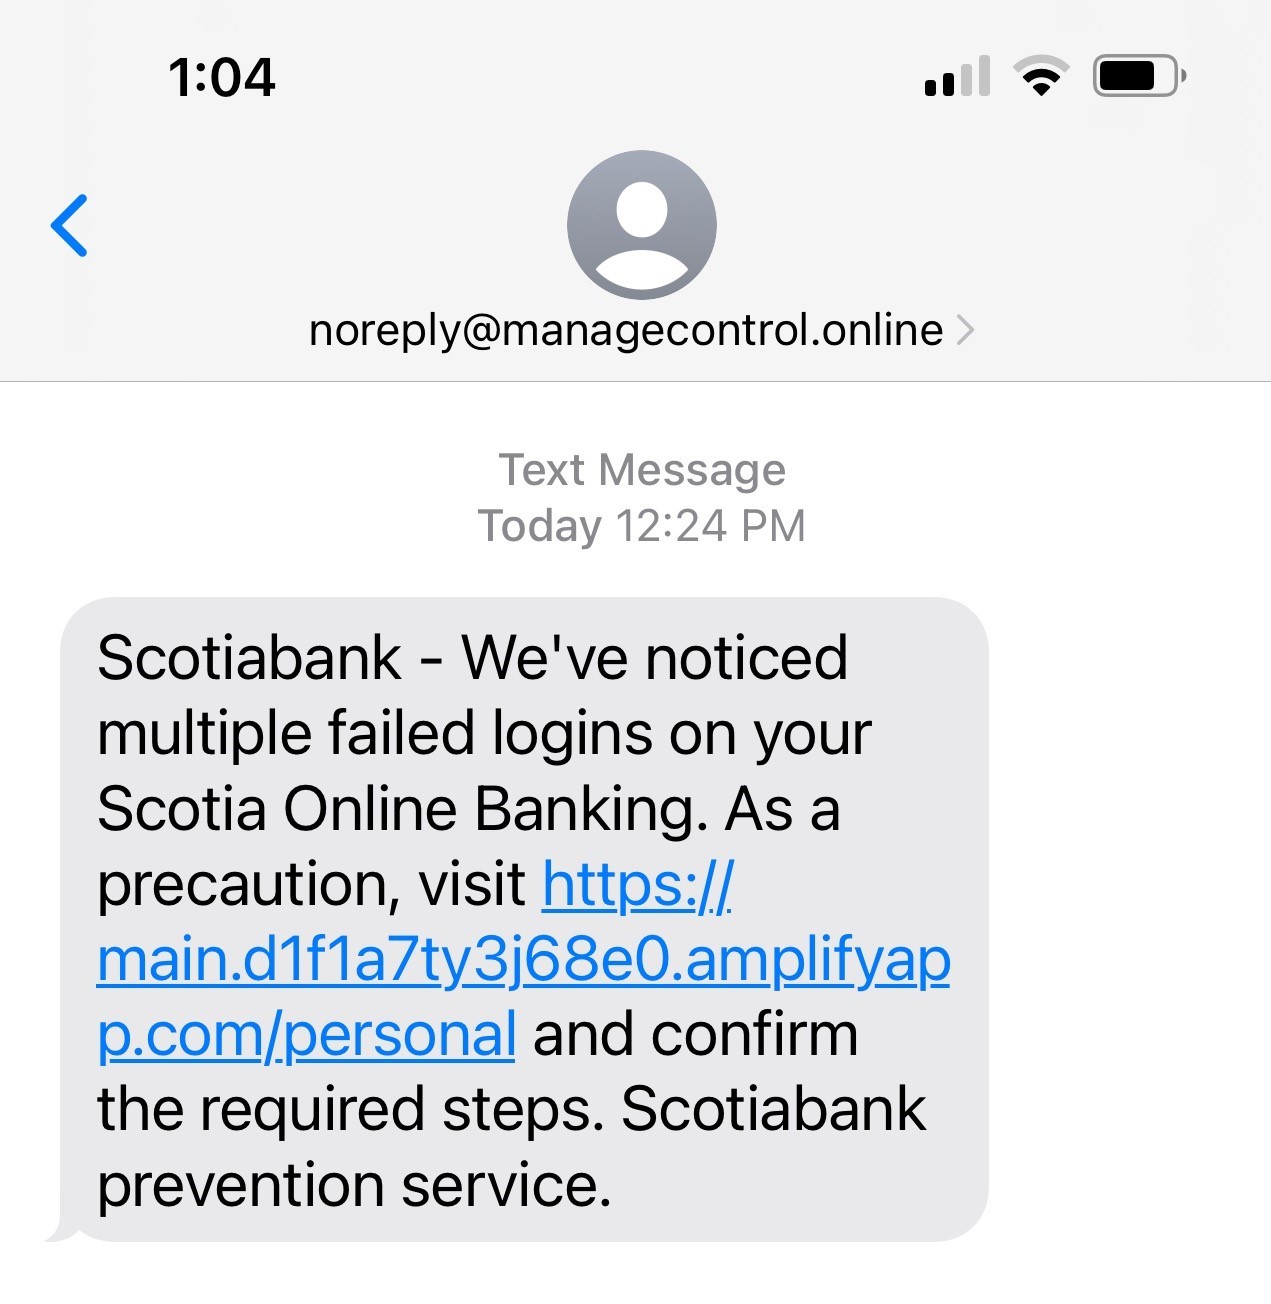 1:04
noreply@managecontrol.online
Text Message
Today 12:24 PM
Scotiabank - We've noticed
multiple failed logins on your
Scotia Online Banking. As a
precaution, visit https://
main.d1f1a7ty3j68e0.amplifyap
p.com/personal and confirm
the required steps. Scotiabank
prevention service.